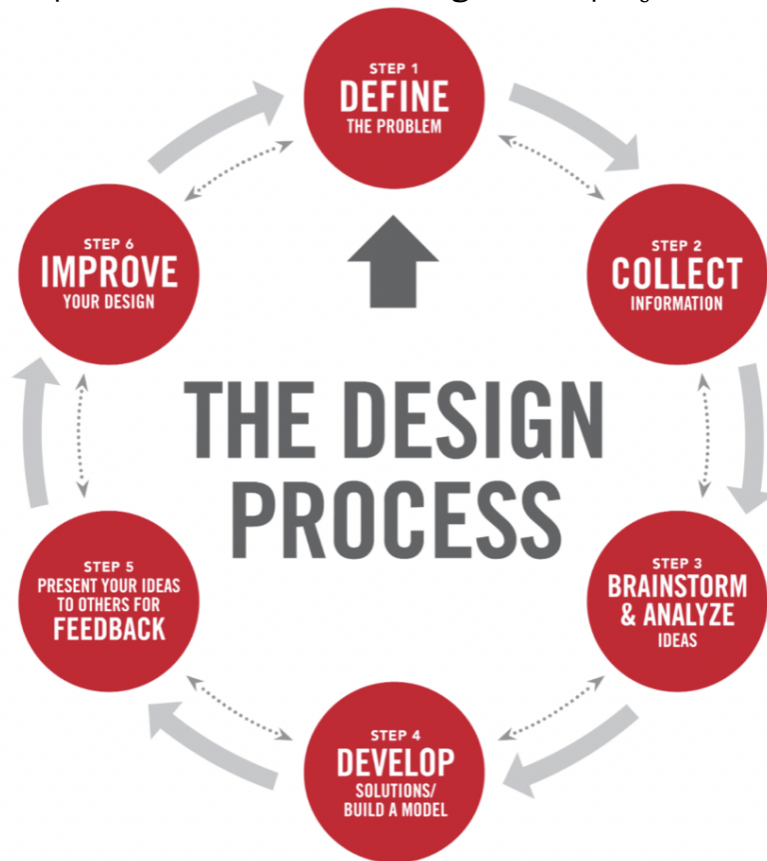 STEP 1
DEFINE
THE PROBLEM
STEP 2
COLLECT
INFORMATION
STEP 3
BRAINSTORM
& ANALYZE
IDEAS
STEP 4
DEVELOP
SOLUTIONS/
BUILD A MODEL
STEP 5
PRESENT YOUR IDEAS
TO OTHERS FOR
FEEDBACK
STEP 6
IMPROVE
YOUR DESIGN
THE DESIGN
PROCESS